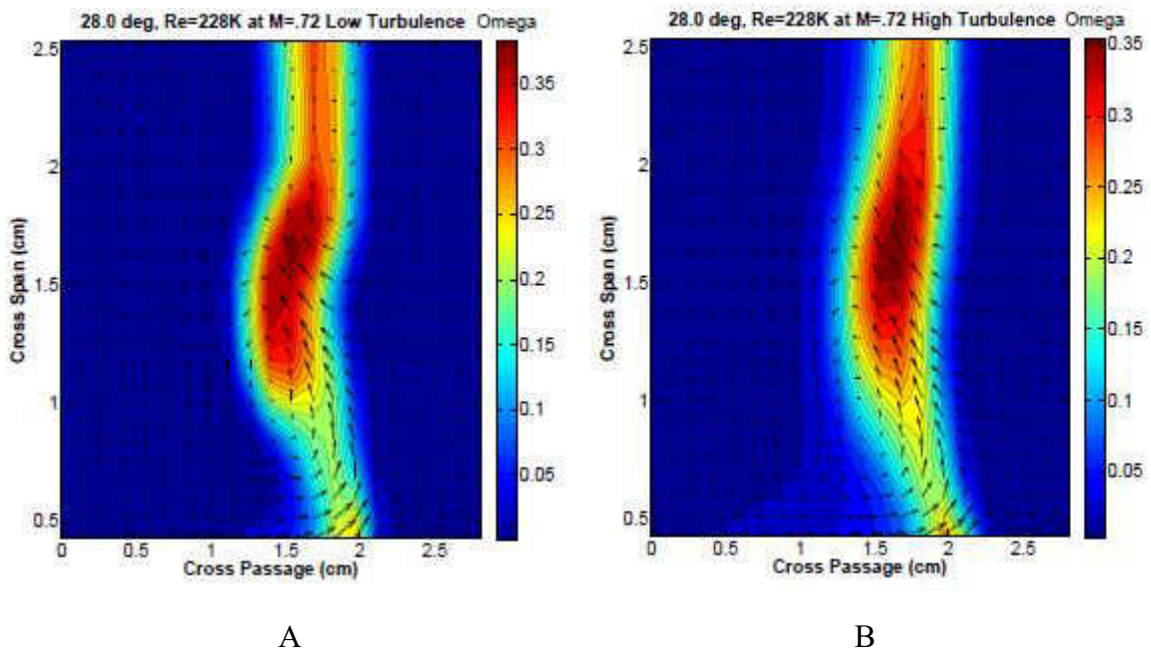 28.0 deg, Re=228K at M=.72 Low Turbulence Omega
2.5
2
1.5
1
0.5
Cross Span (cm)
0 0.5 1 1.5 2 2.5
Cross Passage (cm)
0.35
0.3
0.25
0.2
0.15
0.1
0.05
A
28.0 deg, Re=228K at M=.72 High Turbulence Omega
2.5
2
1.5
1
0.5
Cross Span (cm)
0 0.5 1 1.5 2 2.5
Cross Passage (cm)
0.35
0.3
0.25
0.2
0.15
0.1
0.05
B